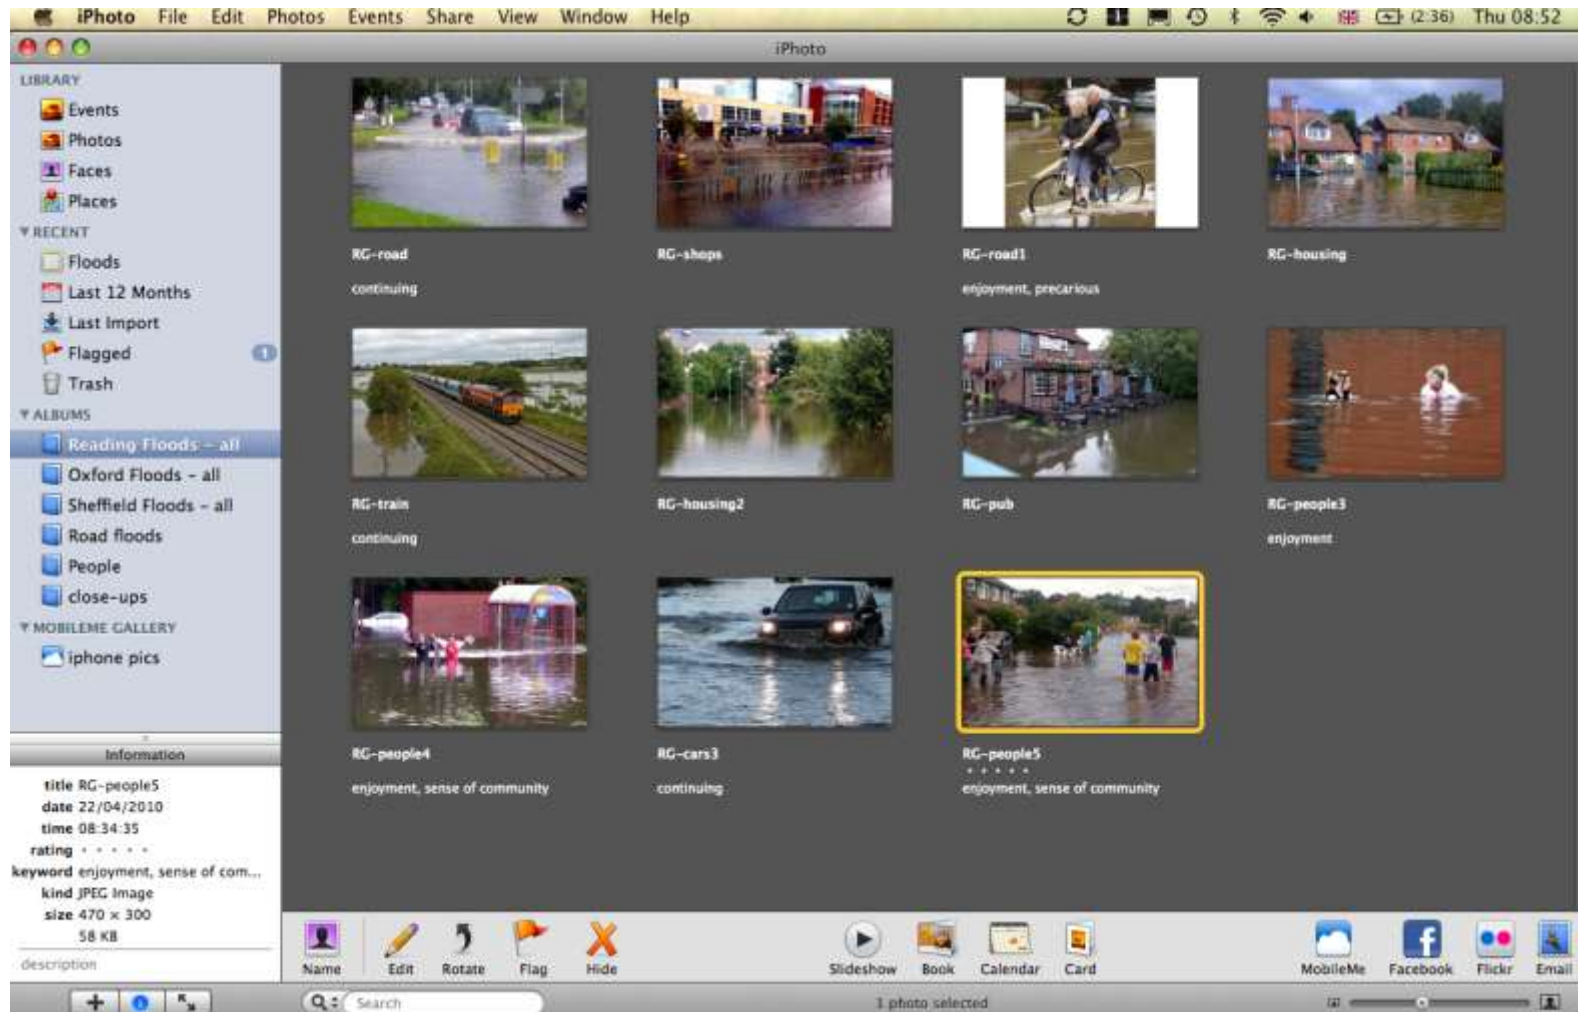 iPhoto File Edit Photos Events Share View Window Help (2:36) Thu 08:52
iPhoto
LIBRARY
Events
Photos
Faces
Places
RECENT
Floods
Last 12 Months
Last Import
Flagged 1
Trash
ALBUMS
Reading Floods - all
Oxford Floods - all
Sheffield Floods - all
Road floods
People
close-ups
MOBILEME GALLERY
iphone pics
Information
title RG-people5
date 22/04/2010
time 08:34:35
rating · · · · ·
keyword enjoyment, sense of com...
kind JPEG Image
size 470 × 300
58 KB
description
RG-road RG-shops RG-road1 RG-housing
continuing enjoyment, precarious
RG-train RG-housing2 RG-pub RG-people3
continuing enjoyment
RG-people4 RG-cars3 RG-people5
enjoyment, sense of community continuing enjoyment, sense of community
Name Edit Rotate Flag Hide Slideshow Book Calendar Card MobileMe Facebook Flickr Email
Search 1 photo selected